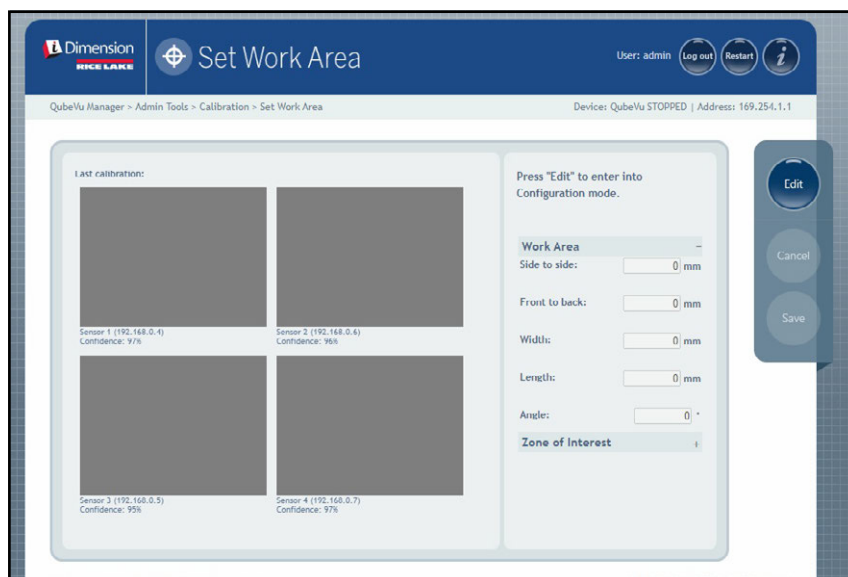 i Dimension
RICE LAKE
Set Work Area
User: admin
Log out
Restart
i
QubeVu Manager > Admin Tools > Calibration > Set Work Area
Device: QubeVu STOPPED | Address: 169.254.1.1
Last calibration:
Sensor 1 (192.168.0.4)
Confidence: 97%
Sensor 2 (192.168.0.6)
Confidence: 96%
Sensor 3 (192.168.0.5)
Confidence: 95%
Sensor 4 (192.168.0.7)
Confidence: 97%
Press "Edit" to enter into
Configuration mode.
Work Area –
Side to side: 0 mm
Front to back: 0 mm
Width: 0 mm
Length: 0 mm
Angle: 0 °
Zone of Interest +
Edit
Cancel
Save